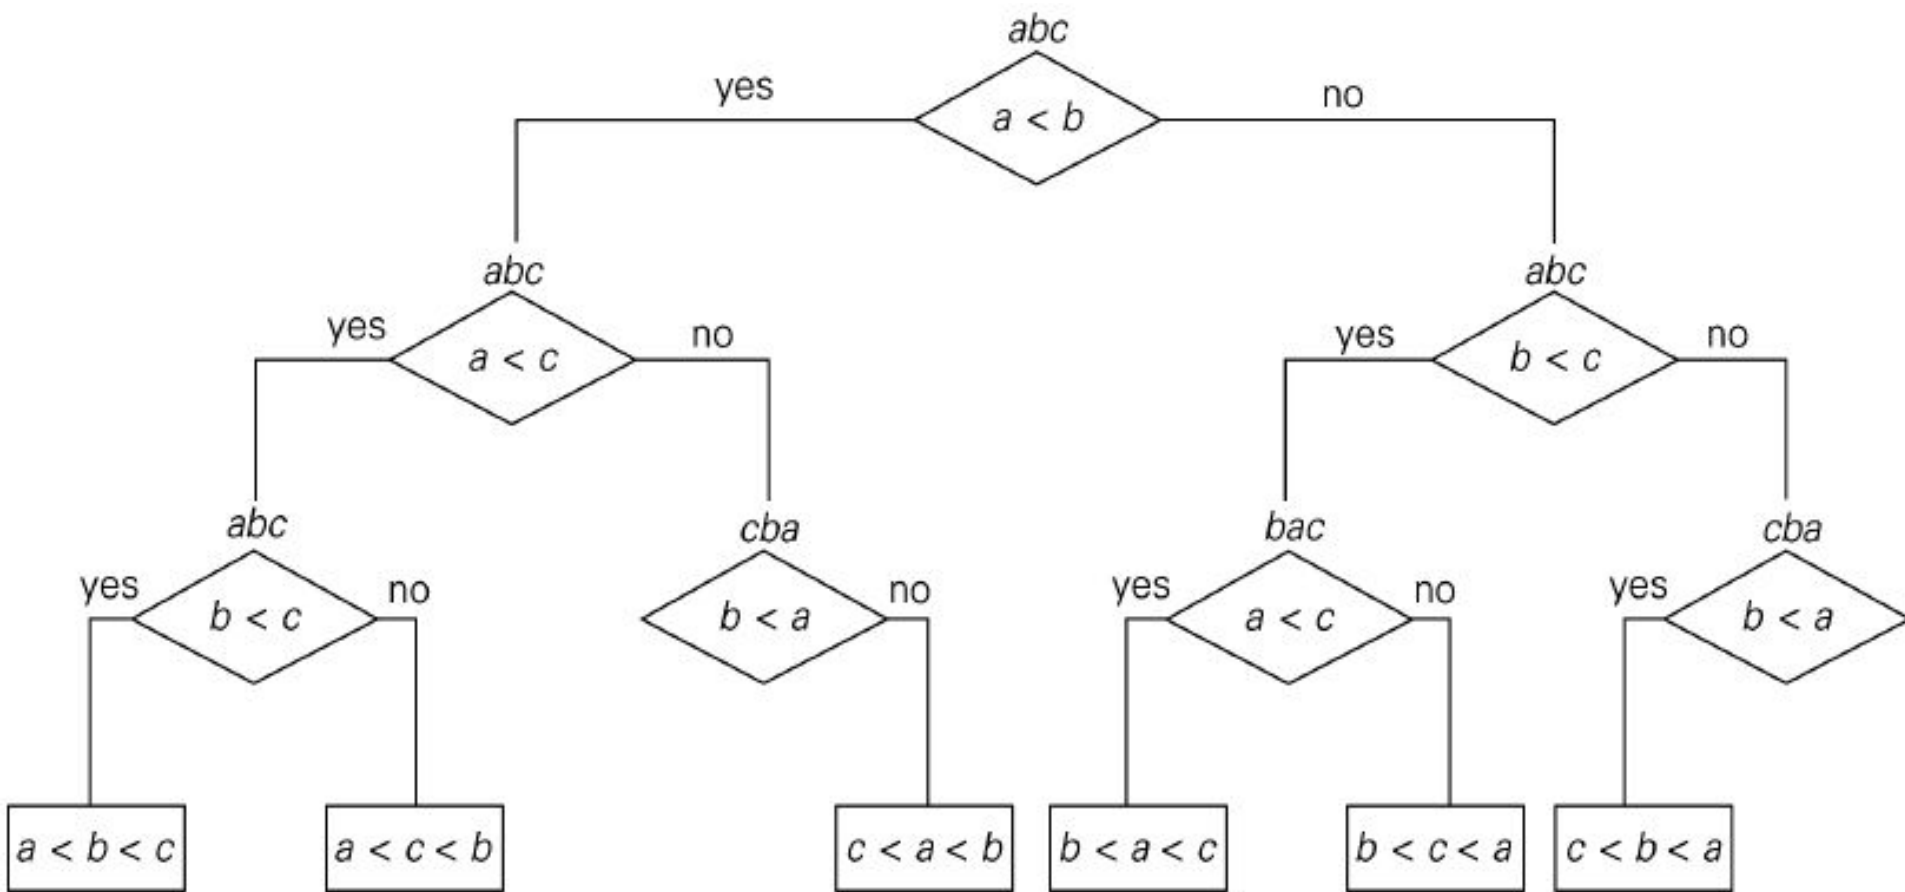 abc
yes
a < b
no
abc
abc
yes
a < c
no
yes
b < c
no
abc
cba
bac
cba
yes
b < c
no
b < a
no
yes
a < c
no
yes
b < a
a < b < c
a < c < b
c < a < b
b < a < c
b < c < a
c < b < a